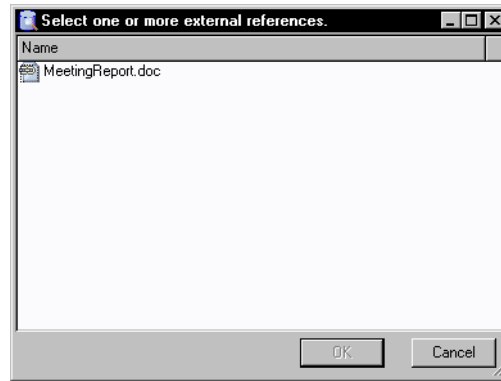 Select one or more external references.
Name
MeetingReport.doc
OK
Cancel